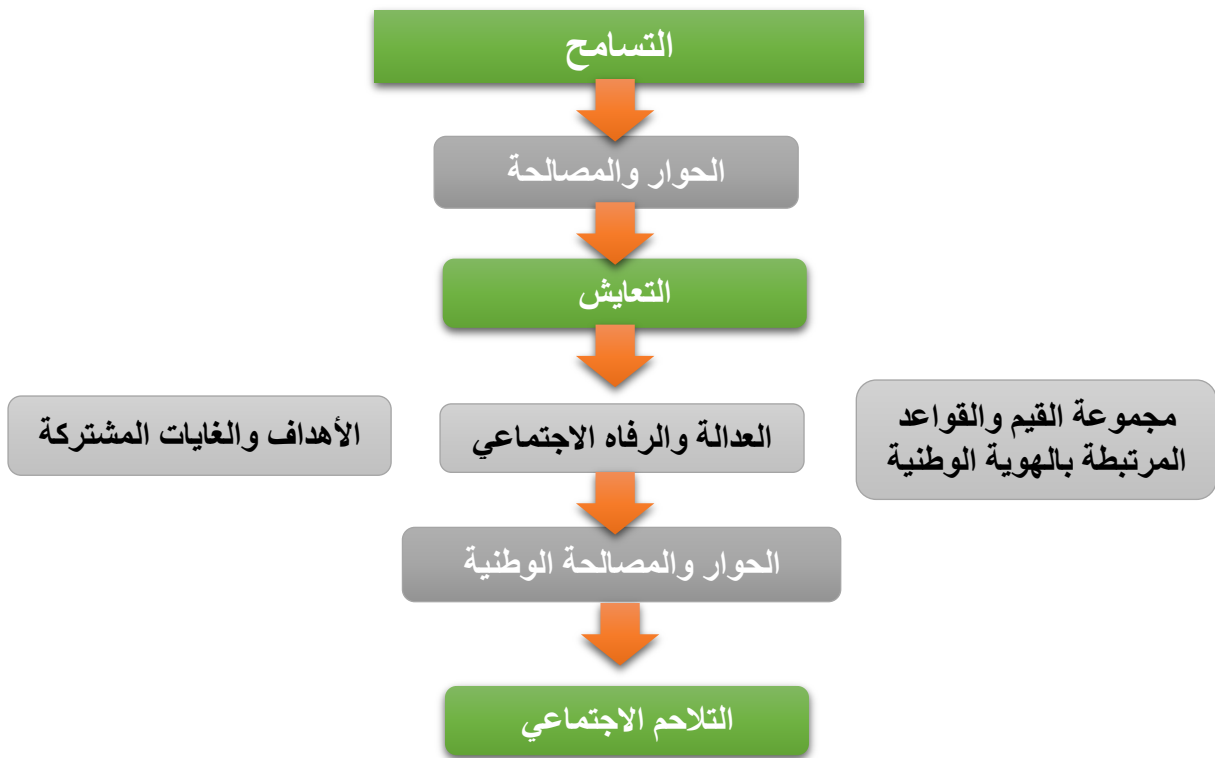 التسامح
الحوار والمصالحة
التعايش
مجموعة القيم والقواعد
المرتبطة بالهوية الوطنية
العدالة والرفاه الاجتماعي
الأهداف والغايات المشتركة
الحوار والمصالحة الوطنية
التلاحم الاجتماعي